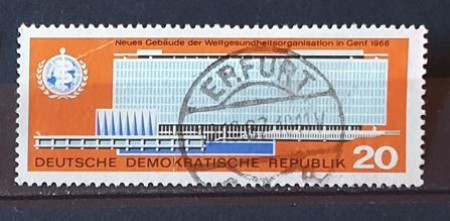 Neues Gebäude der Weltgesundheitsorganisation in Genf 1966
ERFURT
DEUTSCHE DEMOKRATISCHE REPUBLIK 20